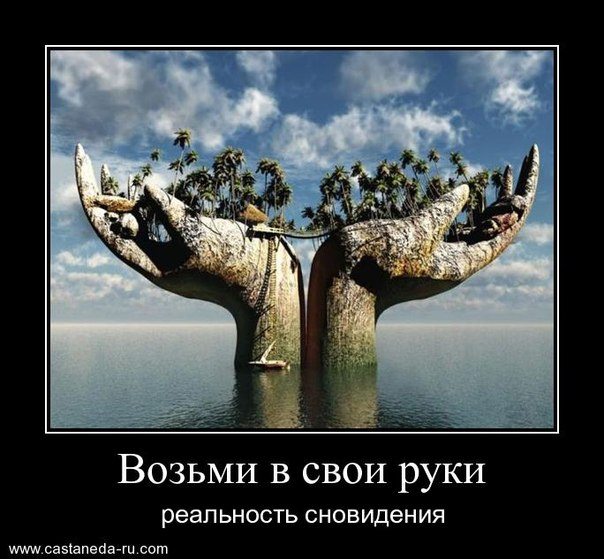 Возьми в свои руки
реальность сновидения
www.castaneda-ru.com